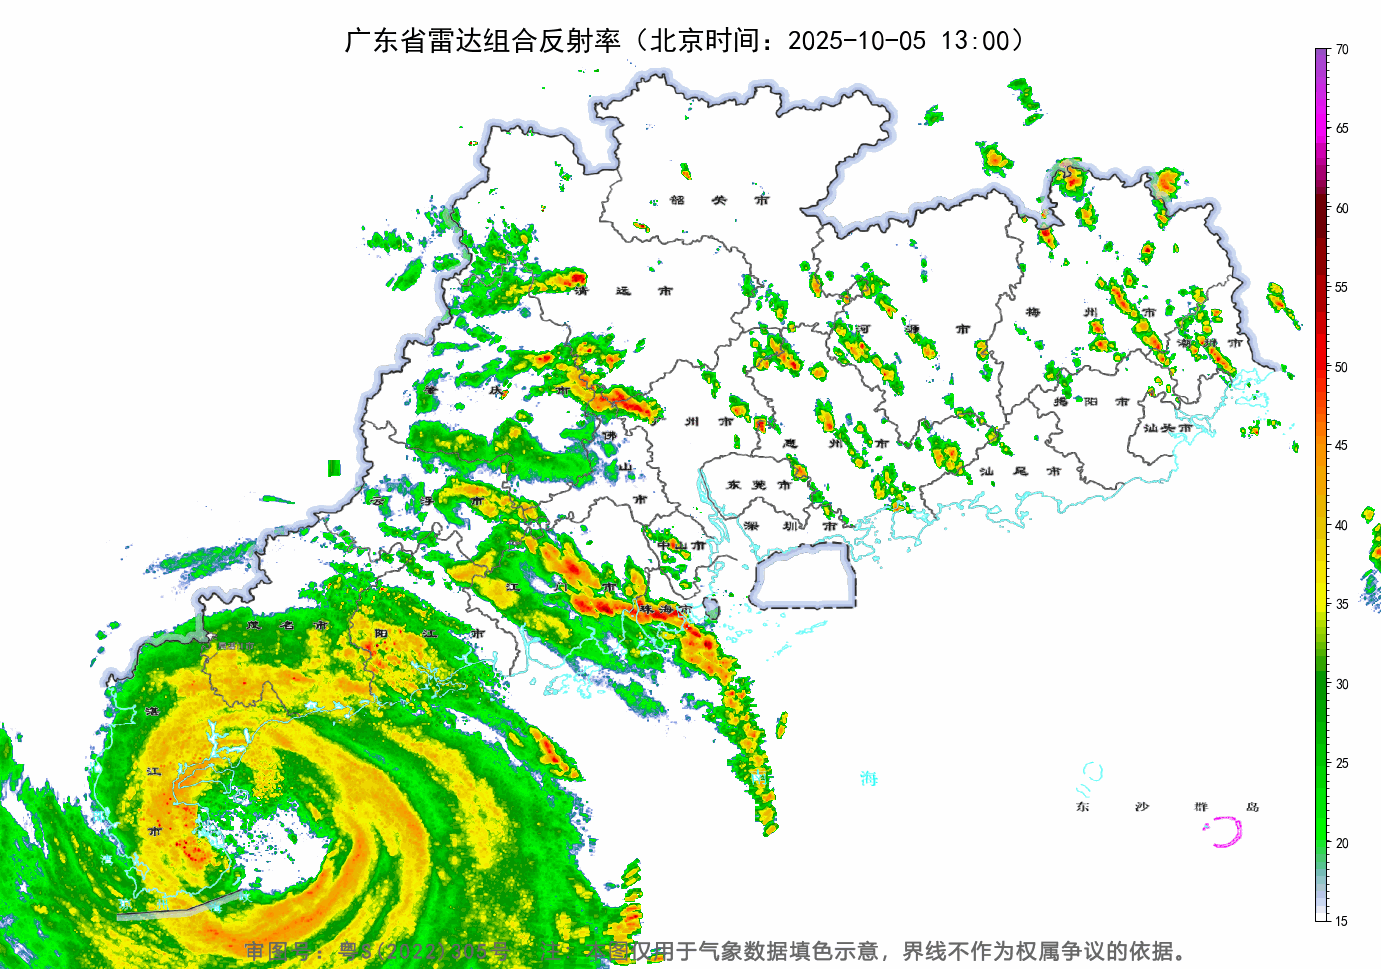 广东省雷达组合反射率（北京时间：2025-10-05 13:00）
70
65
60
55
50
45
40
35
30
25
20
15
韶 关 市
清 远 市
梅 州 市
河 源 市
潮 州 市
肇 庆 市
揭 阳 市
广 州 市
汕头市
佛 山 市
惠 州 市
汕 尾 市
东 莞 市
云 浮 市
深 圳 市
中山市
江 门 市
珠海市
茂 名 市
阳 江 市
湛 江 市
南 海
东 沙 群 岛
审图号：粤S(2022)306号 注：本图仅用于气象数据填色示意，界线不作为权属争议的依据。